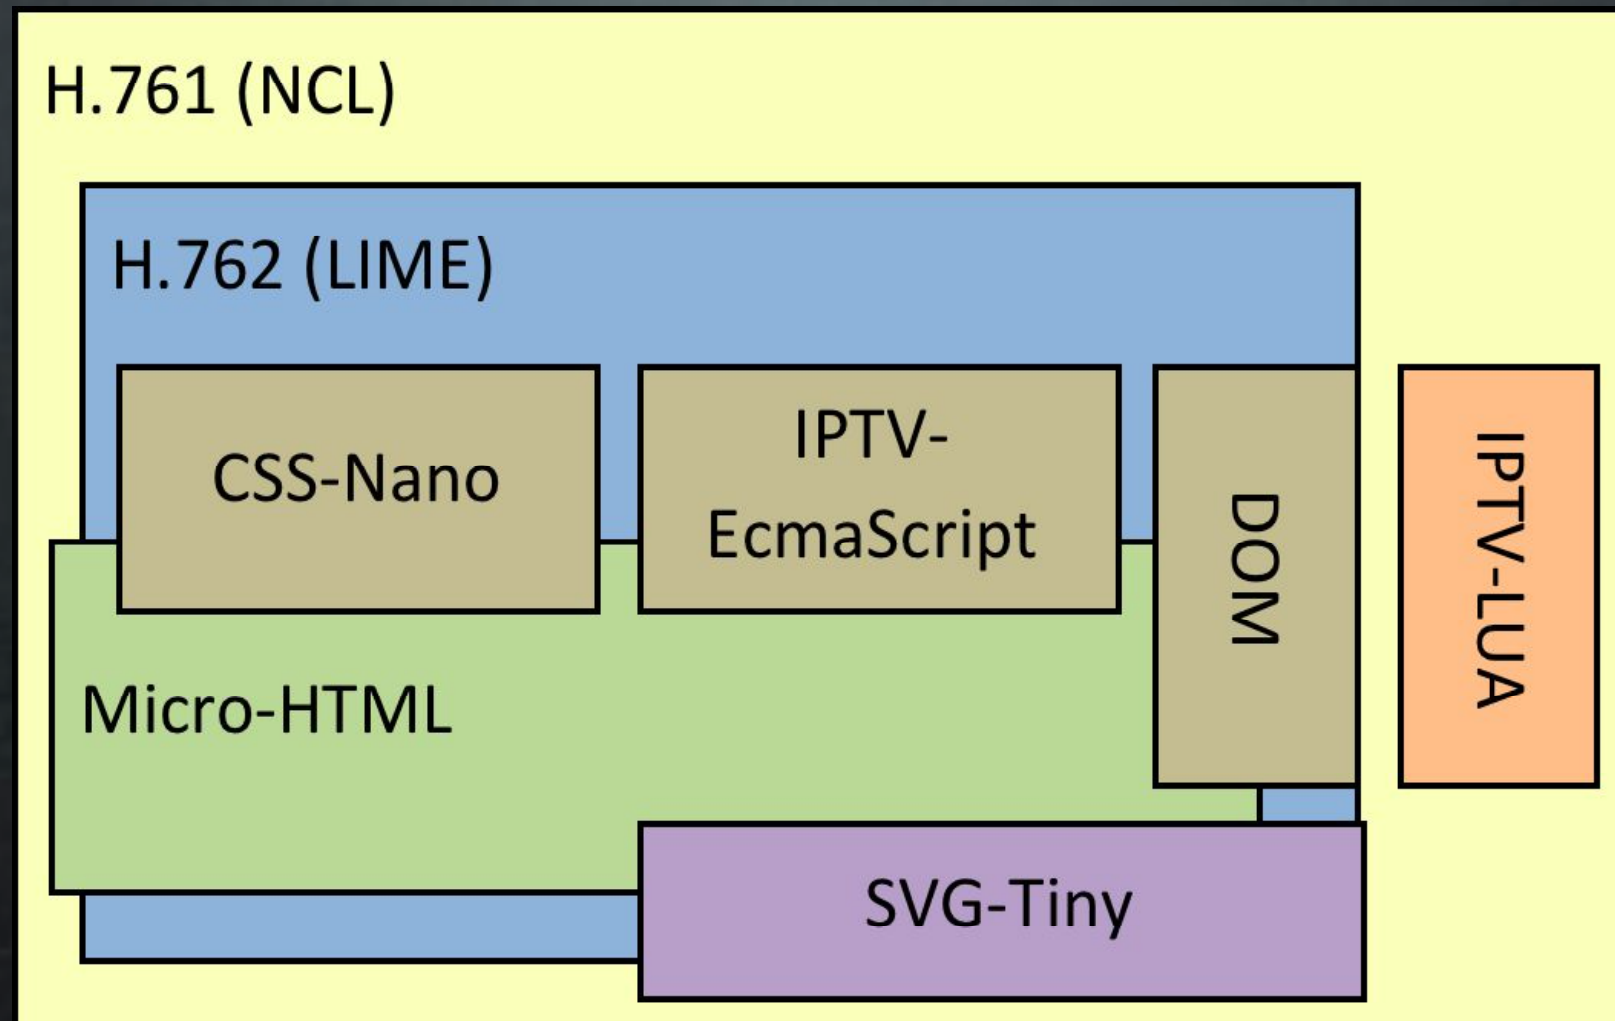 H.761 (NCL)
H.762 (LIME)
CSS-Nano
IPTV-
EcmaScript
DOM
IPTV-LUA
Micro-HTML
SVG-Tiny